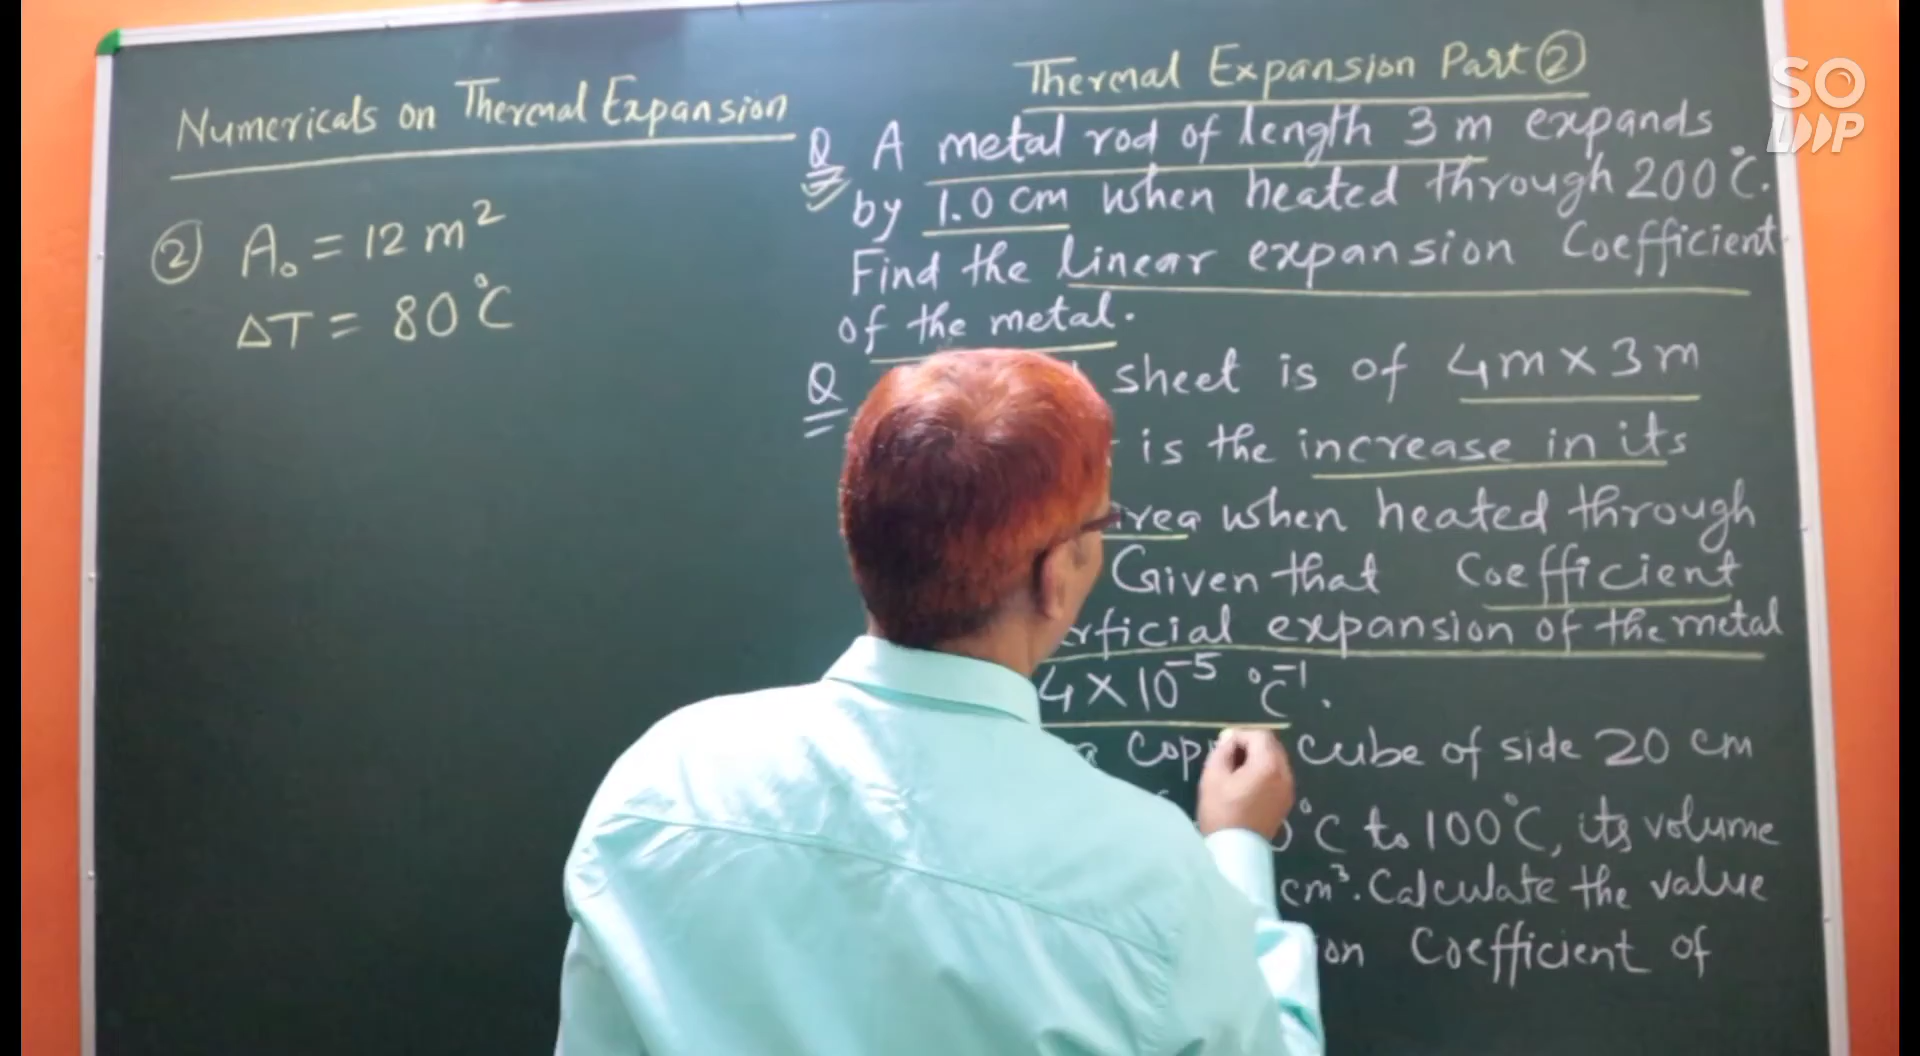 Numericals on Thermal Expansion
② A₀ = 12 m²
ΔT = 80°C
Thermal Expansion Part ②
Q A metal rod of length 3 m expands
by 1.0 cm when heated through 200°C.
Find the linear expansion Coefficient
of the metal.
Q sheet is of 4m × 3m
is the increase in its
area when heated through
Given that Coefficient
expansion of the metal
4 × 10⁻⁵ °C⁻¹.
cube of side 20 cm
°C to 100°C, its volume
cm³. Calculate the value
Coefficient of
SO
LOOP